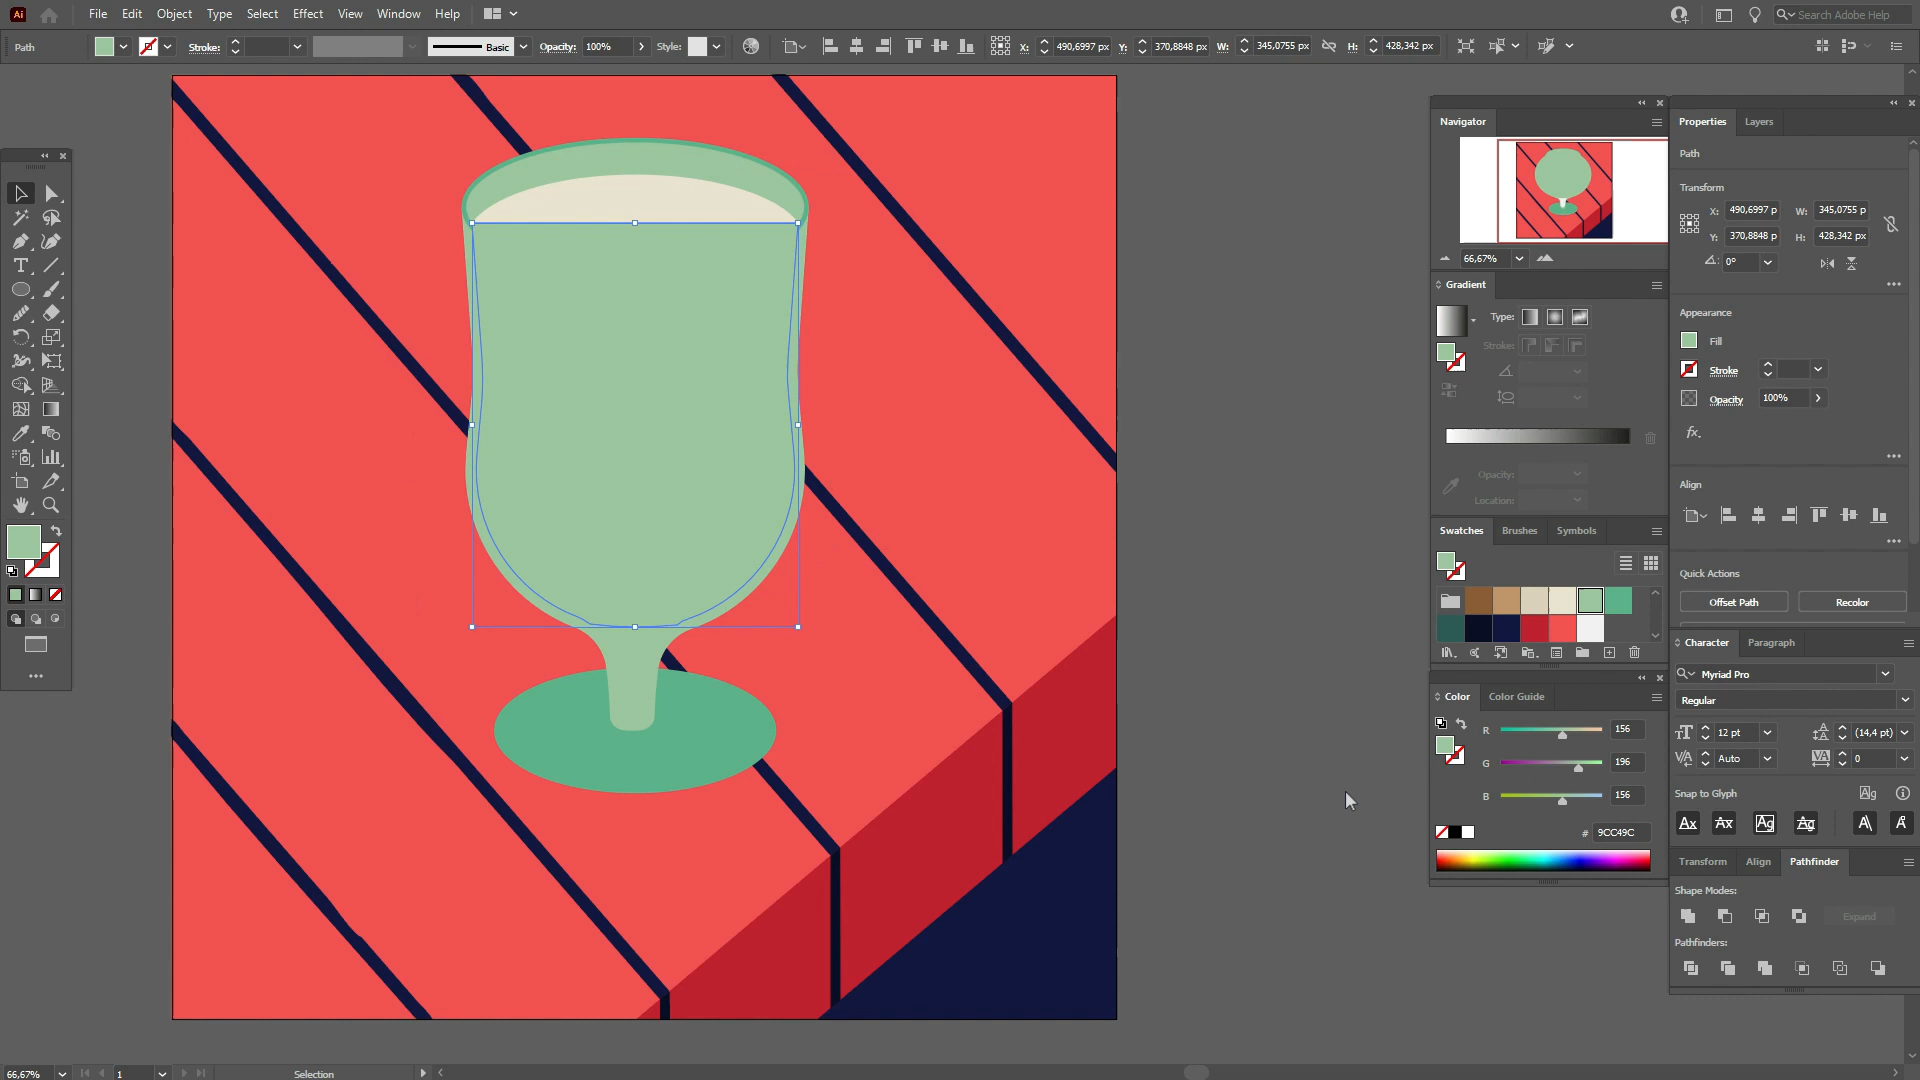 Ai File Edit Object Type Select Effect View Window Help Search Adobe Help
Path Stroke: Basic Opacity: 100% Style: X: 490,6997 px Y: 370,8848 px W: 345,0755 px H: 428,342 px
Navigator
66,67%
Gradient
Type:
Stroke:
Opacity:
Location:
Swatches Brushes Symbols
Color Color Guide
R 156
G 196
B 156
# 9CC49C
Properties Layers
Path
Transform
X: 490,6997 p W: 345,0755 p
Y: 370,8848 p H: 428,342 px
0°
Appearance
Fill
Stroke
Opacity 100%
fx.
Align
Quick Actions
Offset Path Recolor
Character Paragraph
Myriad Pro
Regular
12 pt (14,4 pt)
Auto 0
Snap to Glyph
Transform Align Pathfinder
Shape Modes:
Expand
Pathfinders:
66,67% 1 Selection